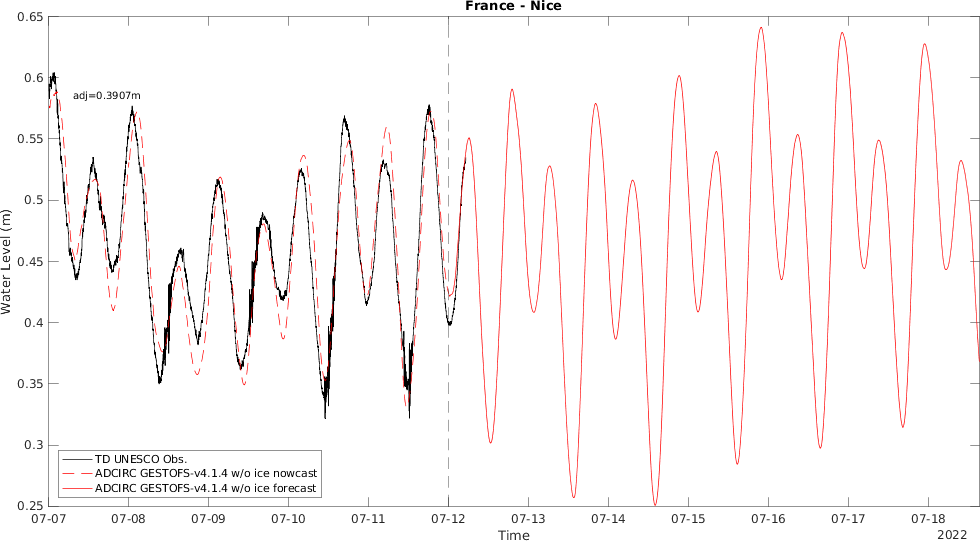 France - Nice
adj=0.3907m
Water Level (m)
0.65
0.6
0.55
0.5
0.45
0.4
0.35
0.3
0.25
TD UNESCO Obs.
ADCIRC GESTOFS-v4.1.4 w/o ice nowcast
ADCIRC GESTOFS-v4.1.4 w/o ice forecast
07-07 07-08 07-09 07-10 07-11 07-12 07-13 07-14 07-15 07-16 07-17 07-18
Time
2022